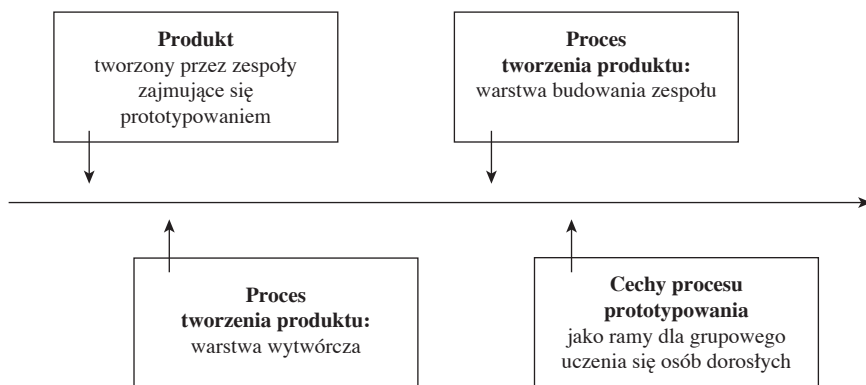 Produkt
tworzony przez zespoły
zajmujące się
prototypowaniem
Proces
tworzenia produktu:
warstwa budowania zespołu
Proces
tworzenia produktu:
warstwa wytwórcza
Cechy procesu
prototypowania
jako ramy dla grupowego
uczenia się osób dorosłych